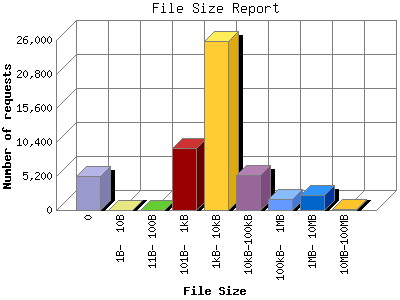 File Size Report
Number of requests
26,000
20,800
15,600
10,400
5,200
0
0
1B- 10B
11B- 100B
101B- 1kB
1kB- 10kB
10kB-100kB
100kB- 1MB
1MB- 10MB
10MB-100MB
File Size